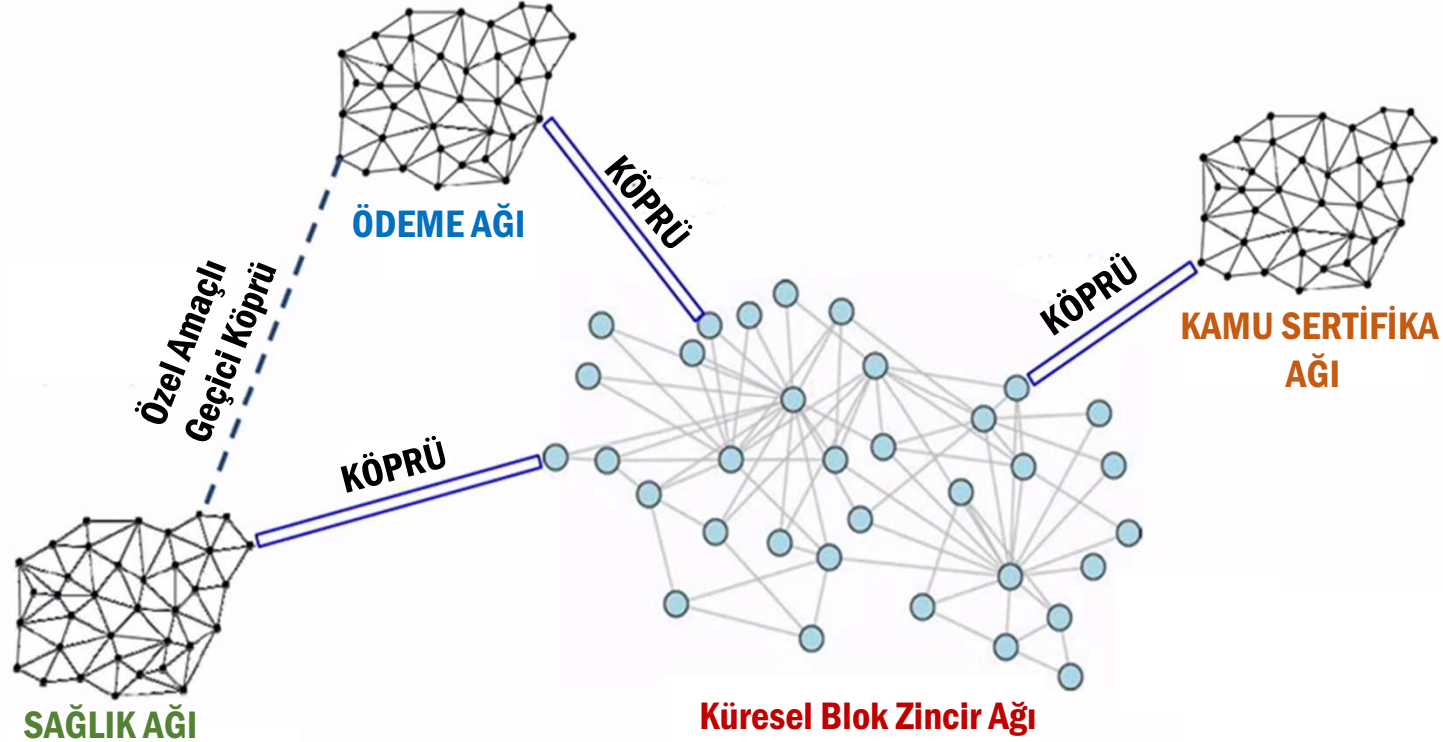 ÖDEME AĞI
KÖPRÜ
KÖPRÜ
KAMU SERTİFİKA
AĞI
Özel Amaçlı
Geçici Köprü
KÖPRÜ
SAĞLIK AĞI
Küresel Blok Zincir Ağı